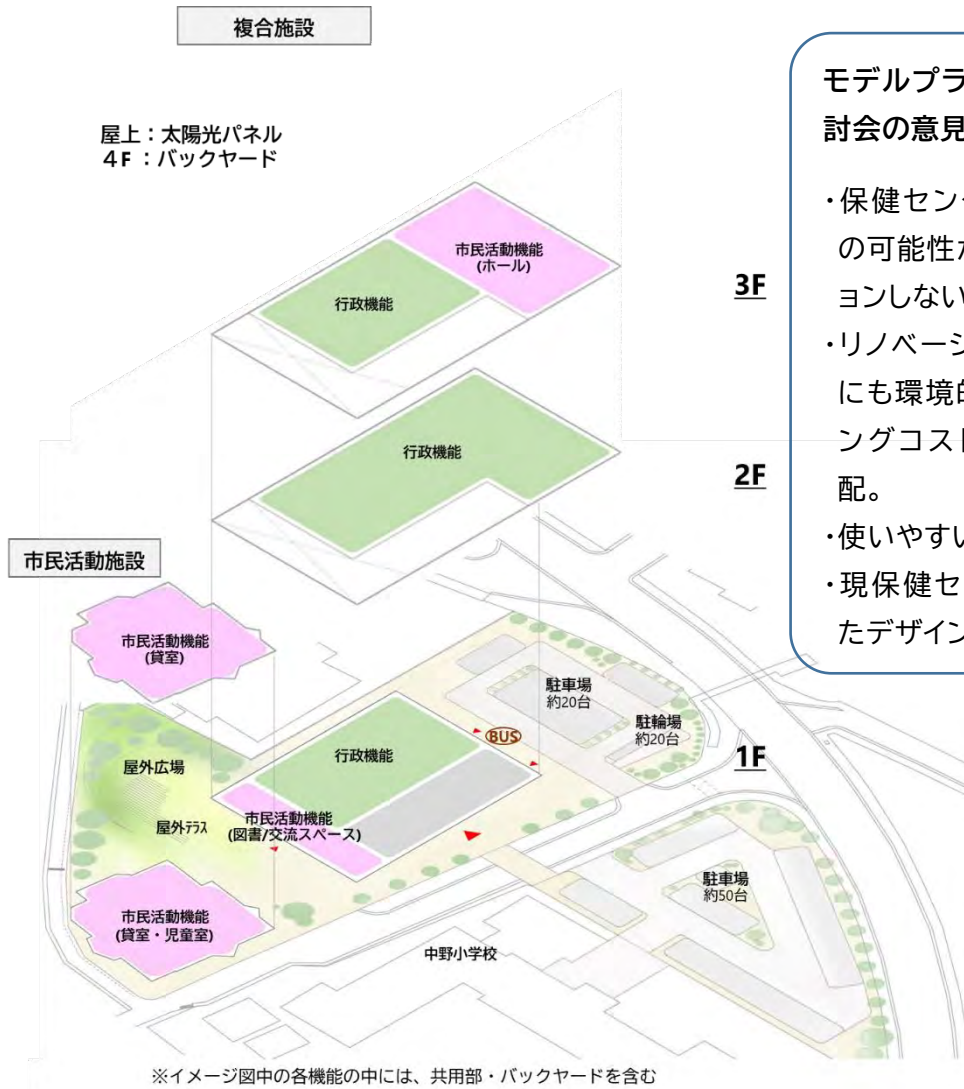 複合施設
屋上：太陽光パネル
４F ：バックヤード
市民活動機能
(ホール)
行政機能
3F
行政機能
2F
市民活動施設
市民活動機能
(貸室)
駐車場
約20台
BUS
駐輪場
約20台
1F
行政機能
屋外広場
屋外テラス
市民活動機能
(図書/交流スペース)
駐車場
約50台
市民活動機能
(貸室・児童室)
中野小学校
※イメージ図中の各機能の中には、共用部・バックヤードを含む
モデルプラ
討会の意見
・保健セン
の可能性
ョンしない
・リノベーシ
にも環境
ングコスト
配。
・使いやすい
・現保健セ
たデザイン